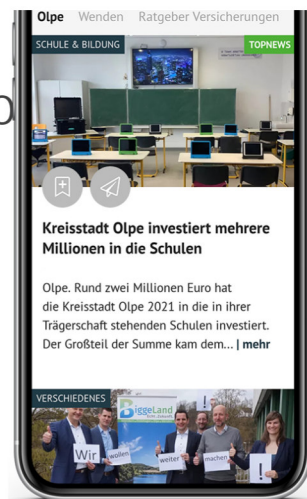 Olpe Wenden Ratgeber Versicherungen
SCHULE & BILDUNG
TOPNEWS
Kreisstadt Olpe investiert mehrere
Millionen in die Schulen
Olpe. Rund zwei Millionen Euro hat
die Kreisstadt Olpe 2021 in die in ihrer
Trägerschaft stehenden Schulen investiert.
Der Großteil der Summe kam dem... | mehr
VERSCHIEDENES
BiggeLand
Wir wollen weiter machen !